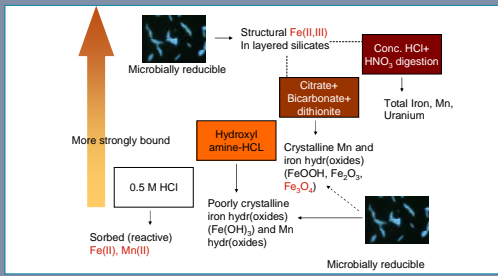 Structural Fe(II,III)
In layered silicates
Microbially reducible
Conc. HCl+
HNO3 digestion
Total Iron, Mn,
Uranium
Citrate+
Bicarbonate+
dithionite
Crystalline Mn and
iron hydr(oxides)
(FeOOH, Fe2O3,
Fe3O4)
Hydroxyl
amine-HCL
Poorly crystalline
iron hydr(oxides)
(Fe(OH)3) and Mn
hydr(oxides)
More strongly bound
0.5 M HCl
Sorbed (reactive)
Fe(II), Mn(II)
Microbially reducible